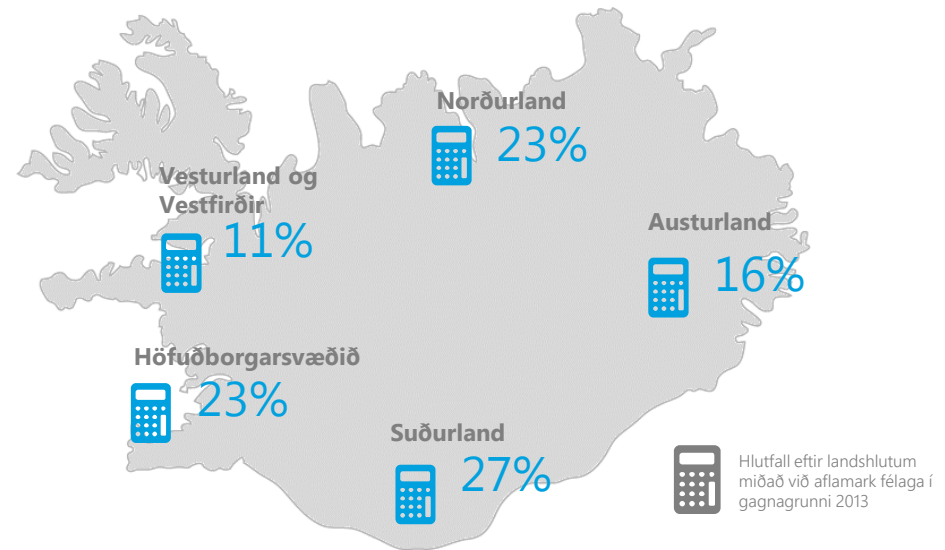 Norðurland
23%
Vesturland og
Vestfirðir
11%
Austurland
16%
Höfuðborgarsvæðið
23%
Suðurland
27%
Hlutfall eftir landshlutum
miðað við aflamark félaga í
gagnagrunni 2013